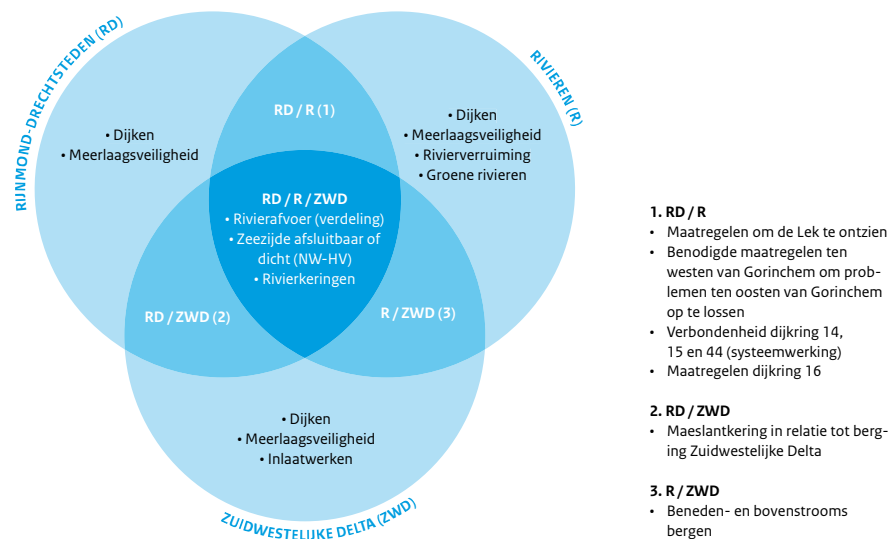 RIJNMOND-DRECHTSTEDEN (RD)
RIVIEREN (R)
RD / R (1)
• Dijken
• Meerlaagsveiligheid
• Dijken
• Meerlaagsveiligheid
• Rivierverruiming
• Groene rivieren
RD / R / ZWD
• Rivierafvoer (verdeling)
• Zeezijde afsluitbaar of
dicht (NW-HV)
• Rivierkeringen
RD / ZWD (2)
R / ZWD (3)
• Dijken
• Meerlaagsveiligheid
• Inlaatwerken
ZUIDWESTELIJKE DELTA (ZWD)
1. RD / R
• Maatregelen om de Lek te ontzien
• Benodigde maatregelen ten
westen van Gorinchem om prob-
lemen ten oosten van Gorinchem
op te lossen
• Verbondenheid dijkring 14,
15 en 44 (systeemwerking)
• Maatregelen dijkring 16
2. RD / ZWD
• Maeslantkering in relatie tot berg-
ing Zuidwestelijke Delta
3. R / ZWD
• Beneden- en bovenstrooms
bergen